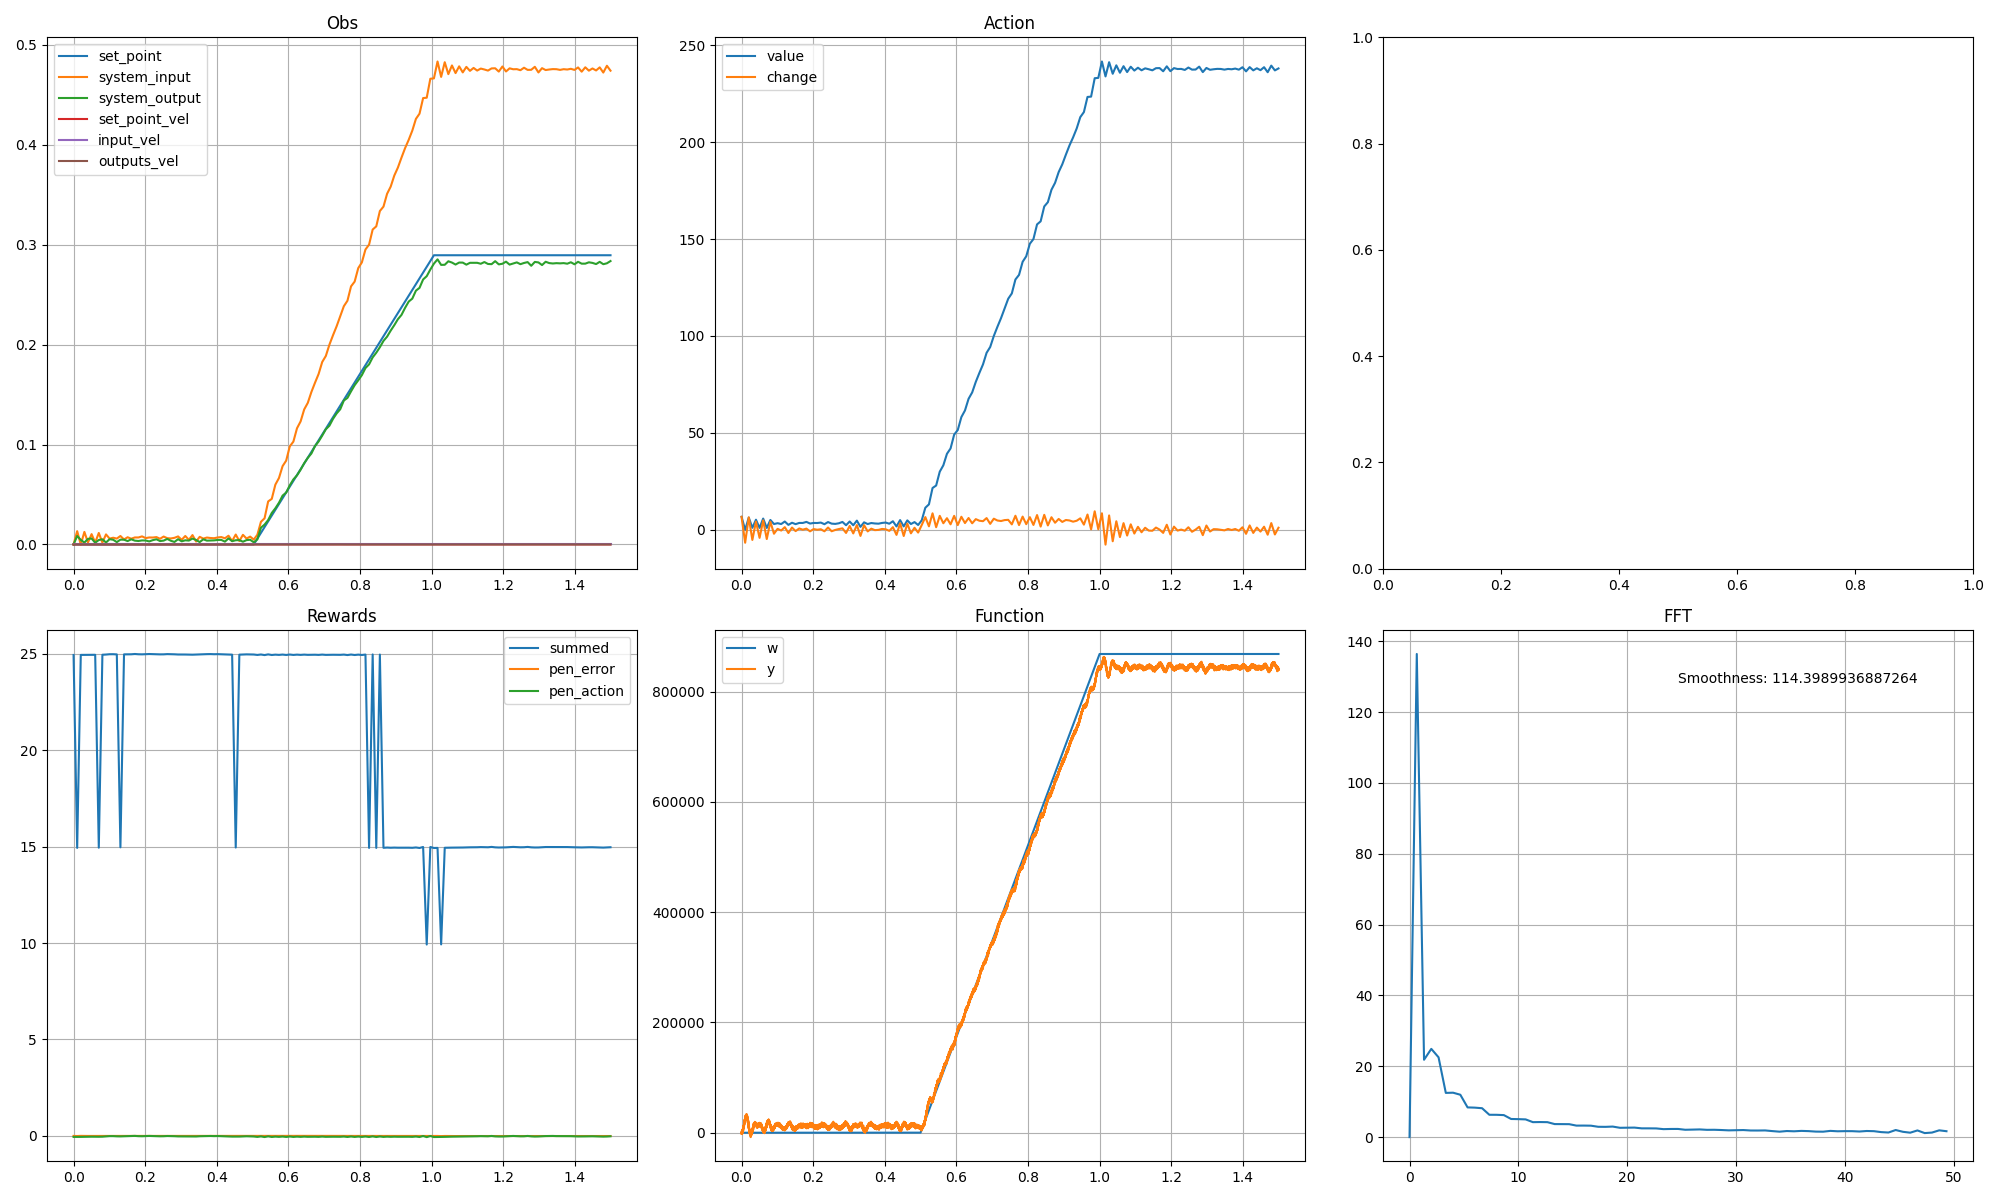 Obs
0.5
0.4
0.3
0.2
0.1
0.0
set_point
system_input
system_output
set_point_vel
input_vel
outputs_vel
0.0 0.2 0.4 0.6 0.8 1.0 1.2 1.4
Action
250
200
150
100
50
0
value
change
0.0 0.2 0.4 0.6 0.8 1.0 1.2 1.4
1.0
0.8
0.6
0.4
0.2
0.0
0.0 0.2 0.4 0.6 0.8 1.0
Rewards
25
20
15
10
5
0
summed
pen_error
pen_action
0.0 0.2 0.4 0.6 0.8 1.0 1.2 1.4
Function
800000
600000
400000
200000
0
w
y
0.0 0.2 0.4 0.6 0.8 1.0 1.2 1.4
FFT
140
120
100
80
60
40
20
0
Smoothness: 114.3989936887264
0 10 20 30 40 50